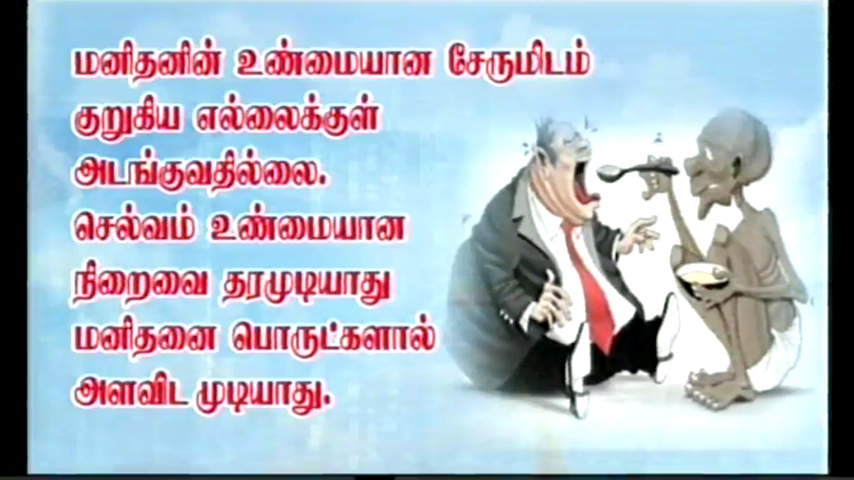 மனிதனின் உண்மையான சேருமிடம்
குறுகிய எல்லைக்குள்
அடங்குவதில்லை.
செல்வம் உண்மையான
நிறைவை தரமுடியாது
மனிதனை பொருட்களால்
அளவிட முடியாது.